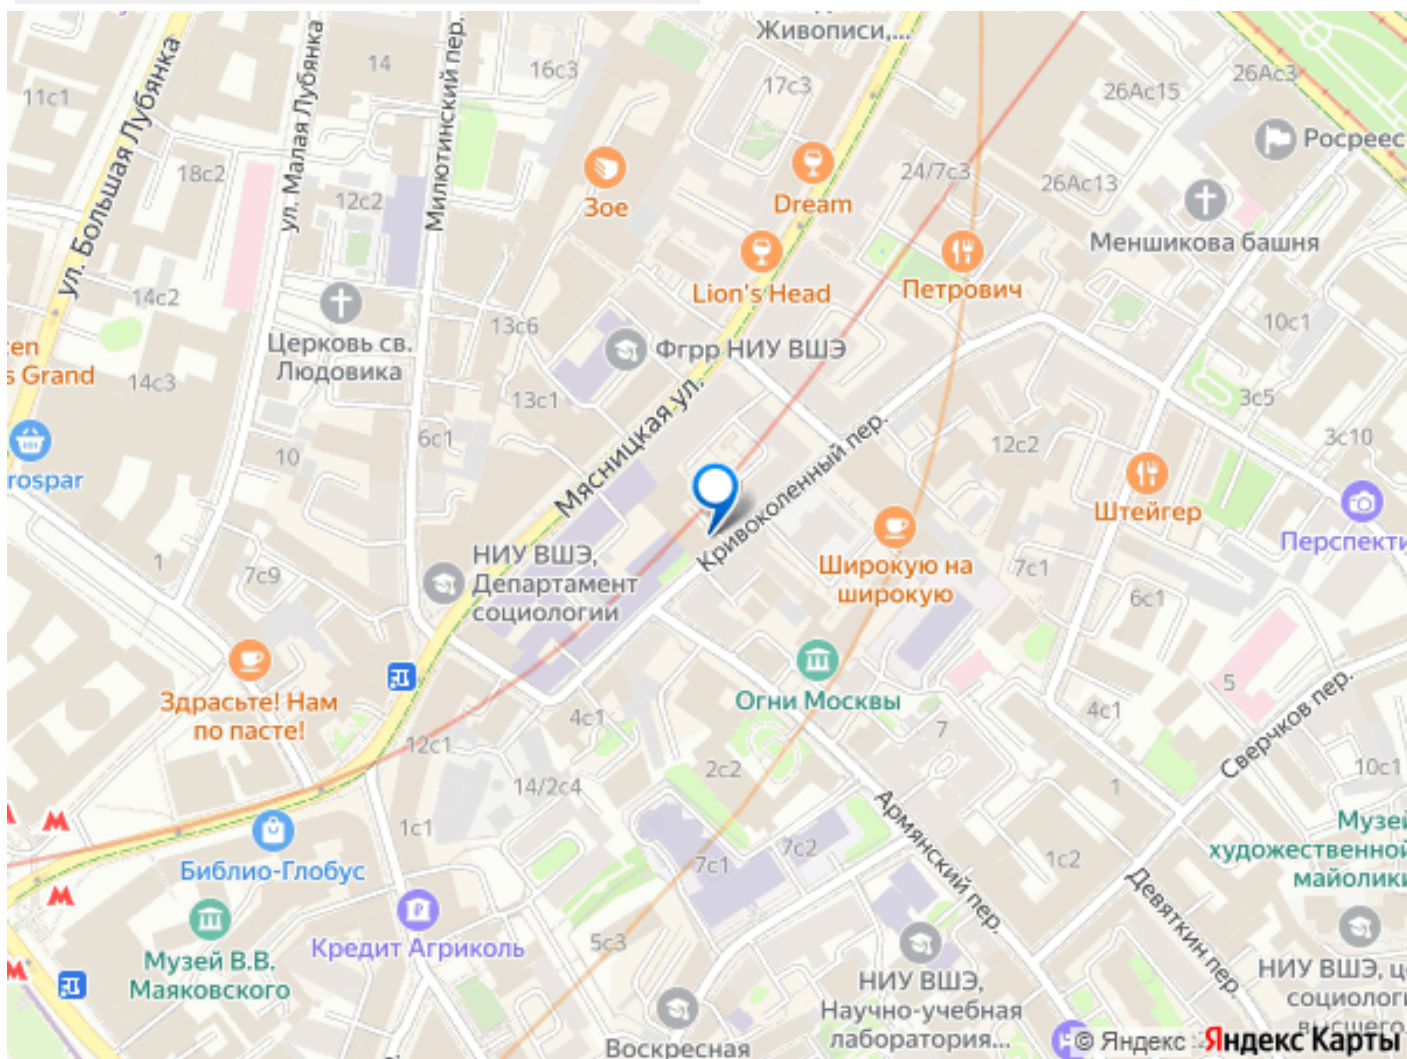 Живописи,...
16с3
14
17с3
26Ас3
26Ас15
11с1
ул. Большая Лубянка
ул. Малая Лубянка
Милютинский пер.
Росреест
18с2
12с2
Зое
Dream
24/7с3
26Ас13
Меншикова башня
14с2
Lion's Head
Петрович
13с6
10с1
Церковь св.
Людовика
Фгрр НИУ ВШЭ
s Grand
14с3
13с1
3с5
6с1
Мясницкая ул.
Кривоколенный пер.
12с2
3с10
10
rospar
Штейгер
Перспекти
1
7с9
НИУ ВШЭ,
Департамент
социологии
Широкую на
широкую
7с1
6с1
Здрасьте! Нам
по пасте!
Огни Москвы
5
4с1
4с1
7
Сверчков пер.
12с1
2с2
10с1
14/2с4
1
1с1
Армянский пер.
Музей
художественной
майолики
Библио-Глобус
7с1
7с2
1с2
Девяткин пер.
Кредит Агриколь
5с3
Музей В.В.
Маяковского
НИУ ВШЭ,
Научно-учебная
лаборатория...
НИУ ВШЭ, ц
социологи
высшего
Воскресная
© Яндекс
Яндекс Карты